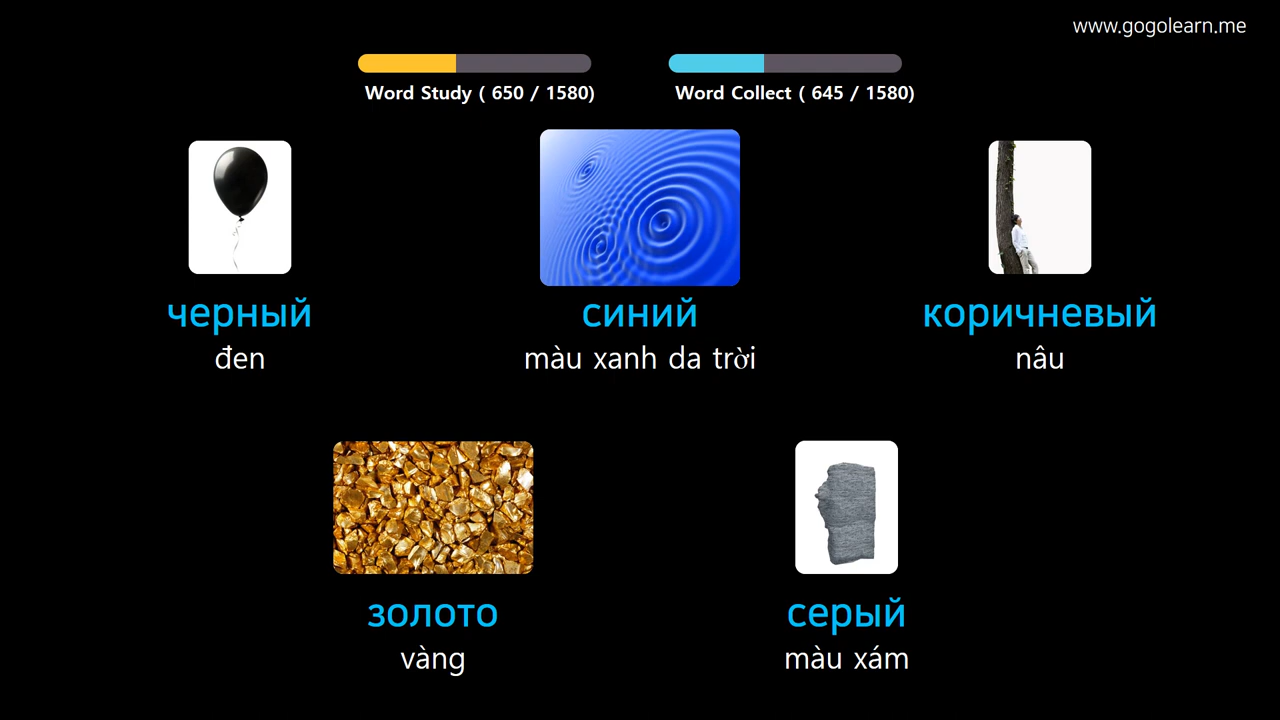 www.gogolearn.me
Word Study ( 650 / 1580)
Word Collect ( 645 / 1580)
черный
đen
синий
màu xanh da trời
коричневый
nâu
золото
vàng
серый
màu xám